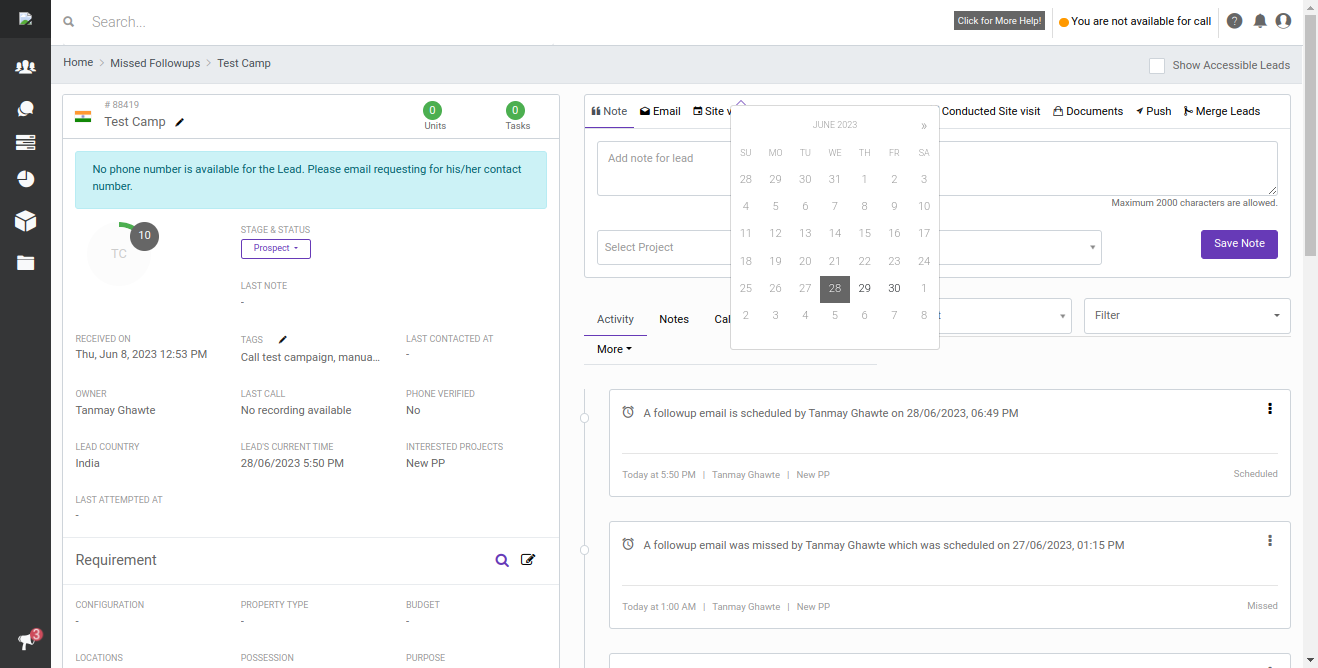 Search...
Click for More Help!
You are not available for call
Home > Missed Followups > Test Camp
Show Accessible Leads
# 88419
Test Camp
0
Units
0
Tasks
No phone number is available for the Lead. Please email requesting for his/her contact
number.
TC
10
STAGE & STATUS
Prospect
LAST NOTE
-
RECEIVED ON
Thu, Jun 8, 2023 12:53 PM
TAGS
Call test campaign, manua...
LAST CONTACTED AT
-
OWNER
Tanmay Ghawte
LAST CALL
No recording available
PHONE VERIFIED
No
LEAD COUNTRY
India
LEAD'S CURRENT TIME
28/06/2023 5:50 PM
INTERESTED PROJECTS
New PP
LAST ATTEMPTED AT
-
Requirement
CONFIGURATION
-
PROPERTY TYPE
-
BUDGET
-
LOCATIONS
POSSESSION
PURPOSE
3
Note Email Site v Conducted Site visit Documents Push Merge Leads
Add note for lead
Maximum 2000 characters are allowed.
Select Project
Save Note
JUNE 2023 »
SU MO TU WE TH FR SA
28 29 30 31 1 2 3
4 5 6 7 8 9 10
11 12 13 14 15 16 17
18 19 20 21 22 23 24
25 26 27 28 29 30 1
2 3 4 5 6 7 8
Activity Notes Cal t Filter
More
A followup email is scheduled by Tanmay Ghawte on 28/06/2023, 06:49 PM
Today at 5:50 PM | Tanmay Ghawte | New PP
Scheduled
A followup email was missed by Tanmay Ghawte which was scheduled on 27/06/2023, 01:15 PM
Today at 1:00 AM | Tanmay Ghawte | New PP
Missed